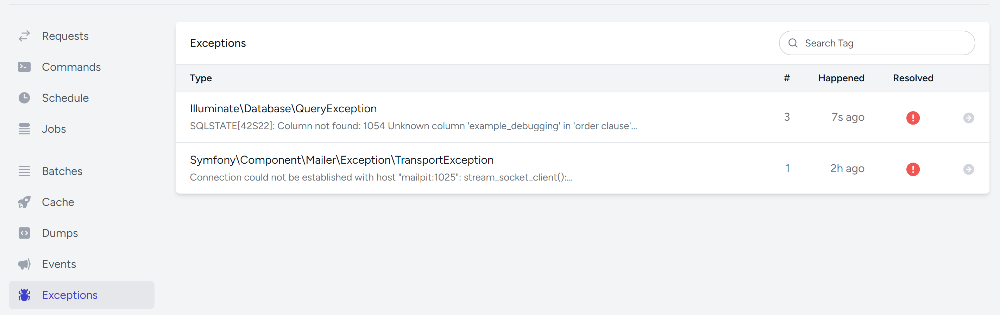 Requests
Commands
Schedule
Jobs
Batches
Cache
Dumps
Events
Exceptions
Exceptions
Search Tag
Type # Happened Resolved
Illuminate\Database\QueryException
SQLSTATE[42S22]: Column not found: 1054 Unknown column 'example_debugging' in 'order clause'...
3 7s ago
Symfony\Component\Mailer\Exception\TransportException
Connection could not be established with host "mailpit:1025": stream_socket_client():...
1 2h ago